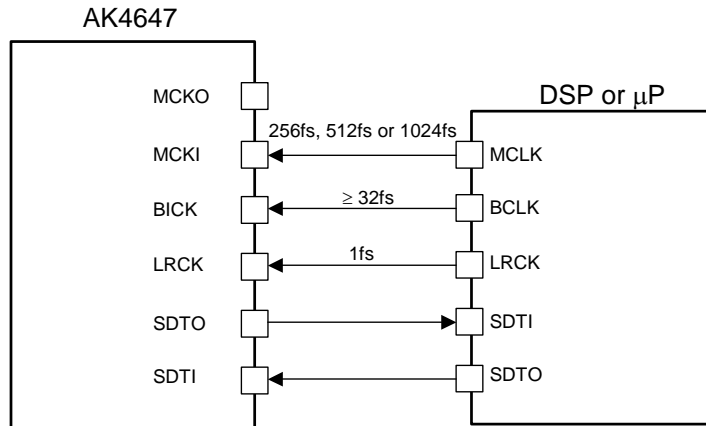 AK4647
DSP or μP
MCKO
256fs, 512fs or 1024fs
MCKI
MCLK
BICK
≥ 32fs
BCLK
LRCK
1fs
LRCK
SDTO
SDTI
SDTI
SDTO